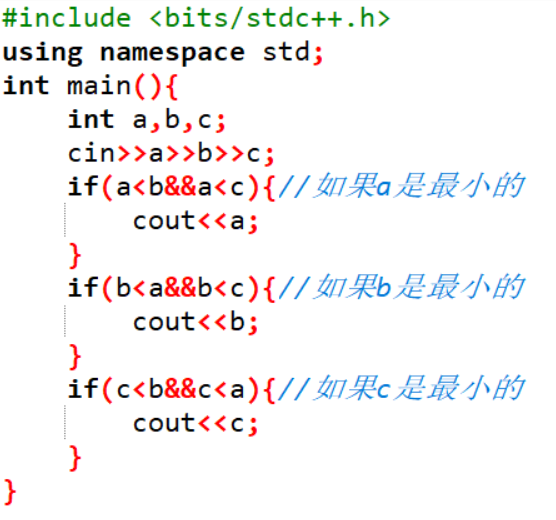 #include <bits/stdc++.h>
using namespace std;
int main(){
    int a,b,c;
    cin>>a>>b>>c;
    if(a<b&&a<c){//如果a是最小的
        cout<<a;
    }
    if(b<a&&b<c){//如果b是最小的
        cout<<b;
    }
    if(c<b&&c<a){//如果c是最小的
        cout<<c;
    }
}